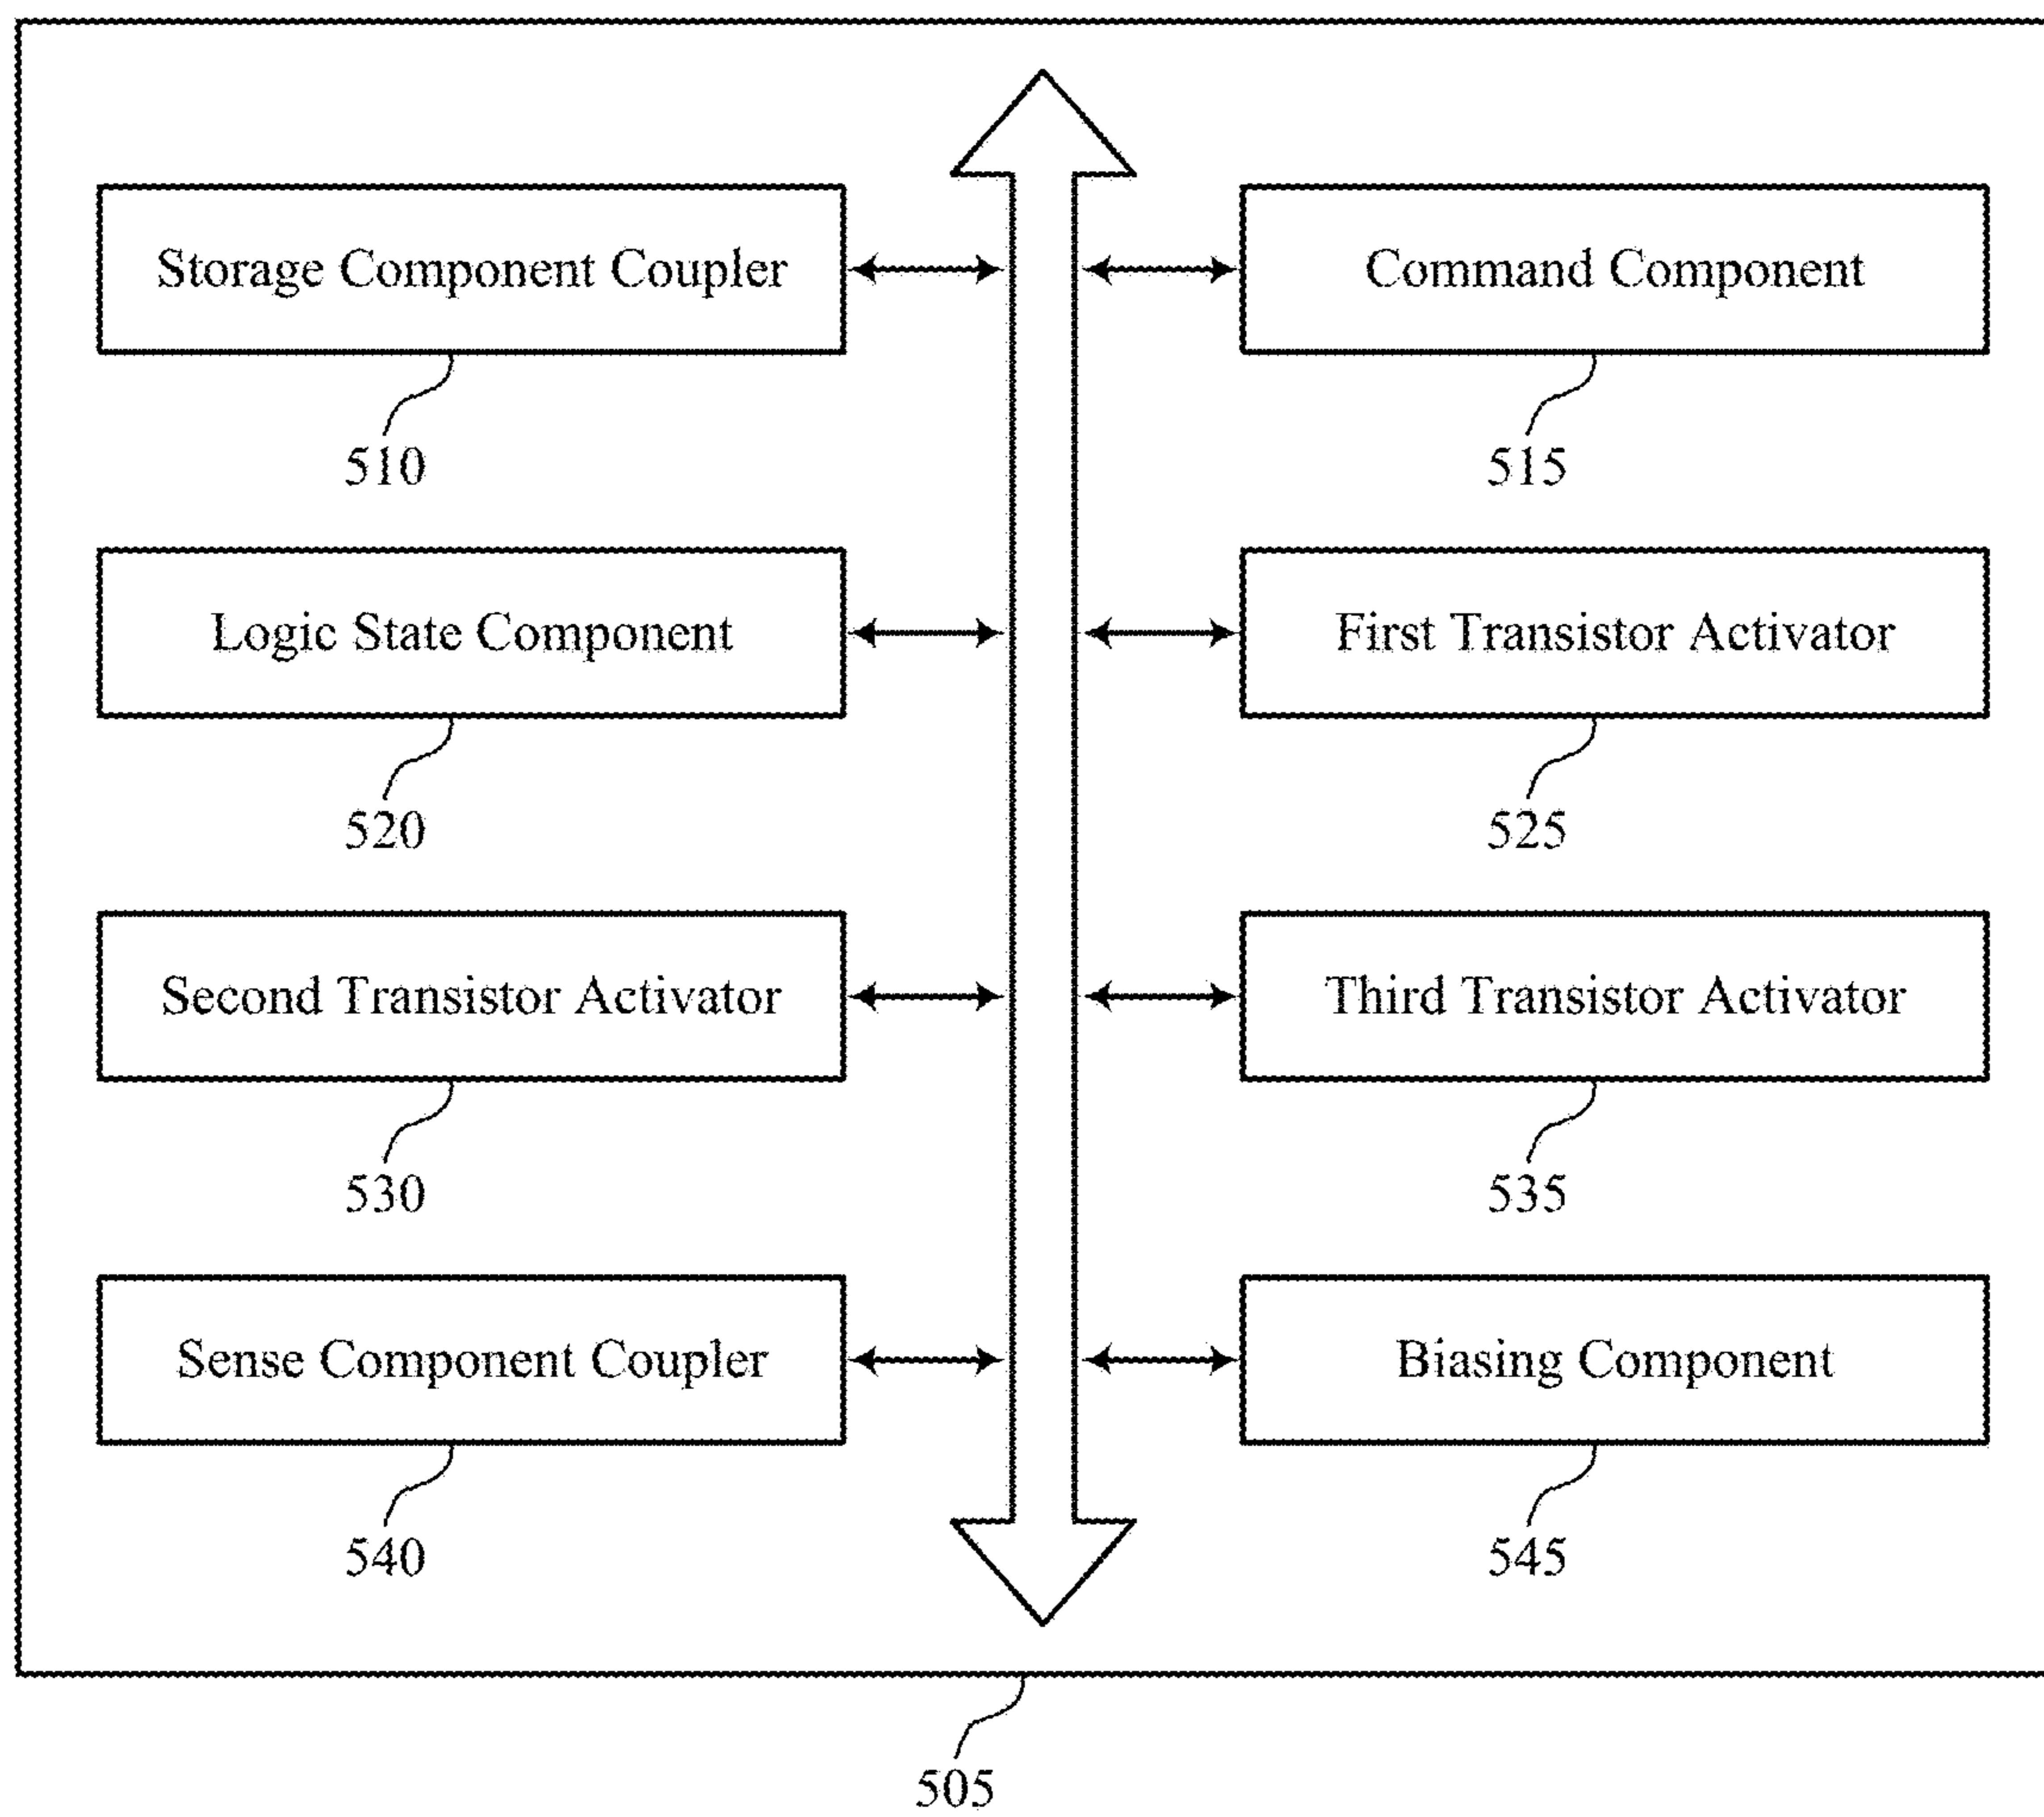 Storage Component Coupler
Command Component
510
515
Logic State Component
First Transistor Activator
520
525
Second Transistor Activator
Third Transistor Activator
530
535
Sense Component Coupler
Biasing Component
540
545
505